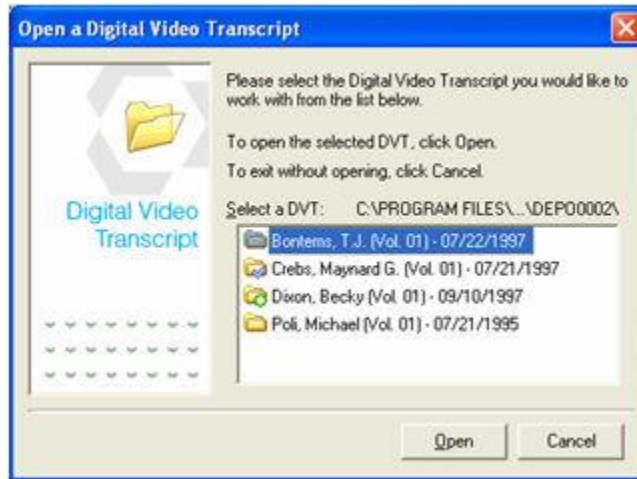 Open a Digital Video Transcript
Please select the Digital Video Transcript you would like to
work with from the list below.
To open the selected DVT, click Open.
To exit without opening, click Cancel.
Digital Video
Transcript
Select a DVT: C:\PROGRAM FILES\...\DEPO0002\
Bontems, T.J. (Vol. 01) - 07/22/1997
Crebs, Maynard G. (Vol. 01) - 07/21/1997
Dixon, Becky (Vol. 01) - 09/10/1997
Poli, Michael (Vol. 01) - 07/21/1995
Open Cancel